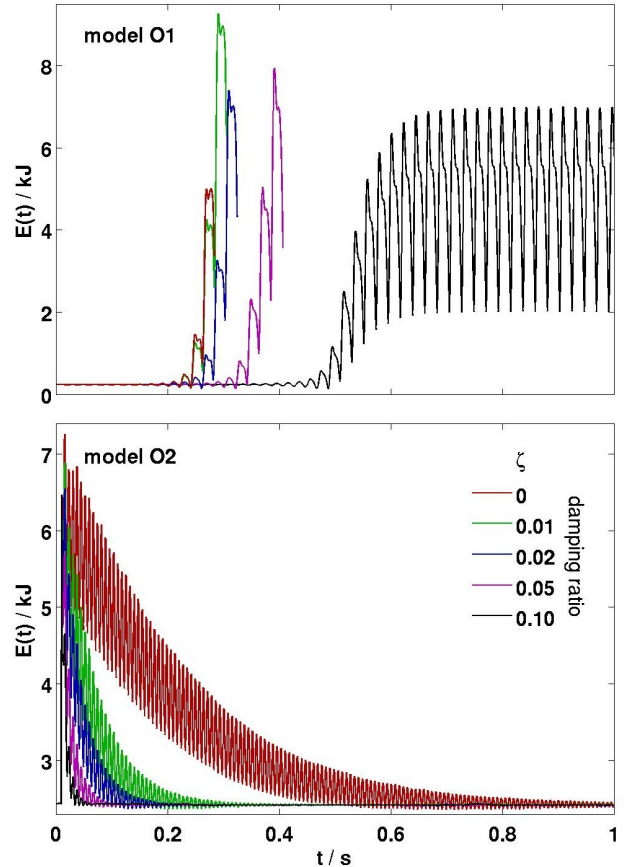 model O1
E(t) / kJ
8
6
4
2
0
model O2
E(t) / kJ
7
6
5
4
3
ζ
0
0.01
0.02
0.05
0.10
damping ratio
0 0.2 0.4 0.6 0.8 1
t / s